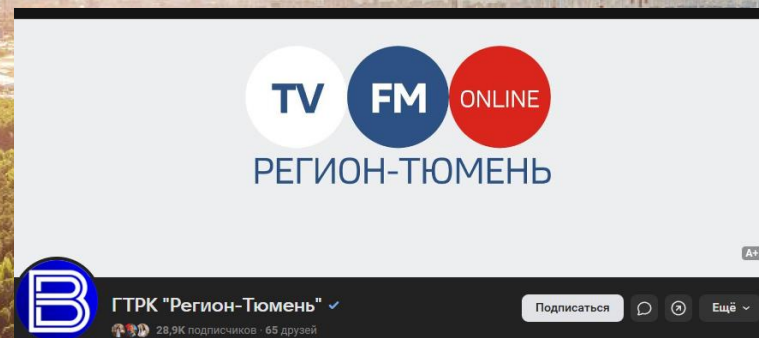 TV FM ONLINE
РЕГИОН-ТЮМЕНЬ
A+
В
ГТРК "Регион-Тюмень"
28,9K подписчиков · 65 друзей
Подписаться
Ещё